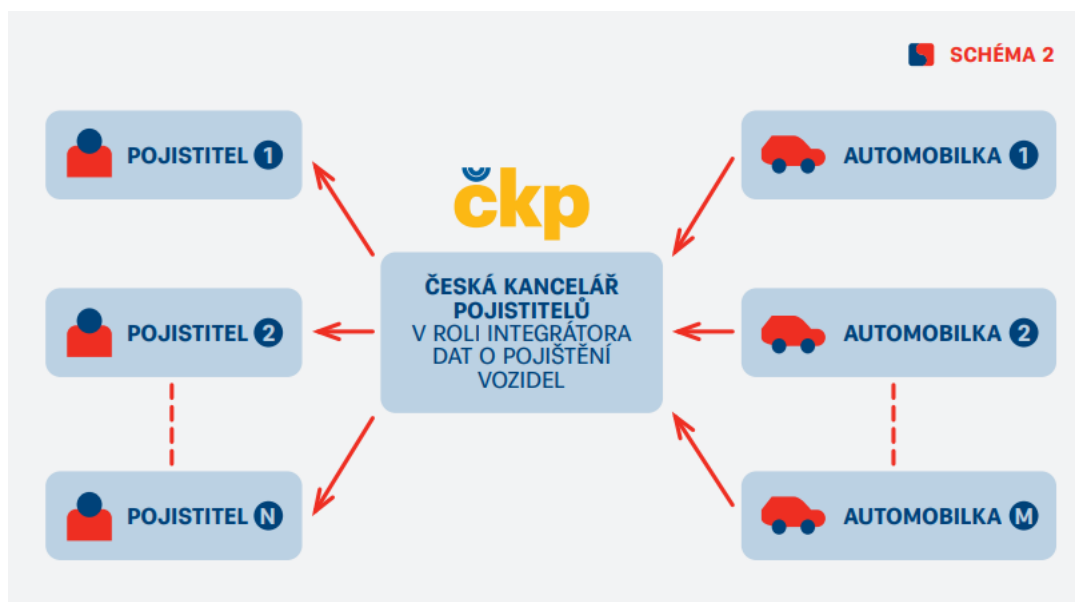 SCHÉMA 2
POJISTITEL 1
AUTOMOBILKA 1
čkp
ČESKÁ KANCELÁŘ
POJISTITELŮ
V ROLI INTEGRÁTORA
DAT O POJIŠTĚNÍ
VOZIDEL
POJISTITEL 2
AUTOMOBILKA 2
POJISTITEL N
AUTOMOBILKA M